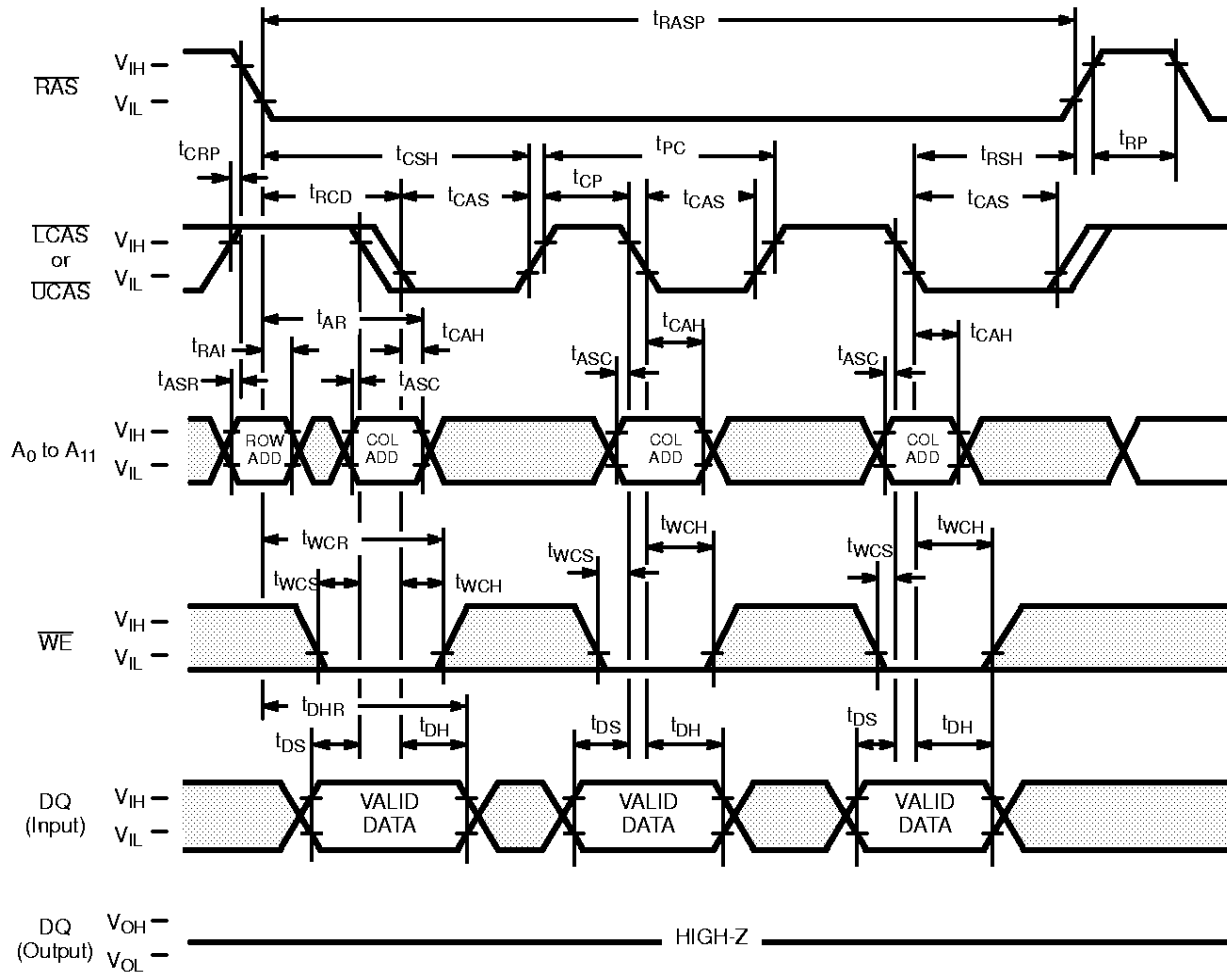 tRASP
RAS
VIH
VIL
tCRP
tCSH
tPC
tRSH
tRP
tRCD
tCAS
tCP
tCAS
tCAS
LCAS
or
UCAS
VIH
VIL
tAR
tCAH
tCAH
tCAH
tRAI
tASR
tASC
tASC
tASC
A0 to A11
VIH
VIL
ROW
ADD
COL
ADD
COL
ADD
COL
ADD
tWCR
tWCH
tWCH
tWCS
tWCH
tWCS
tWCS
WE
VIH
VIL
tDHR
tDS
tDH
tDS
tDH
tDS
tDH
DQ
(Input)
VIH
VIL
VALID
DATA
VALID
DATA
VALID
DATA
DQ
(Output)
VOH
VOL
HIGH-Z